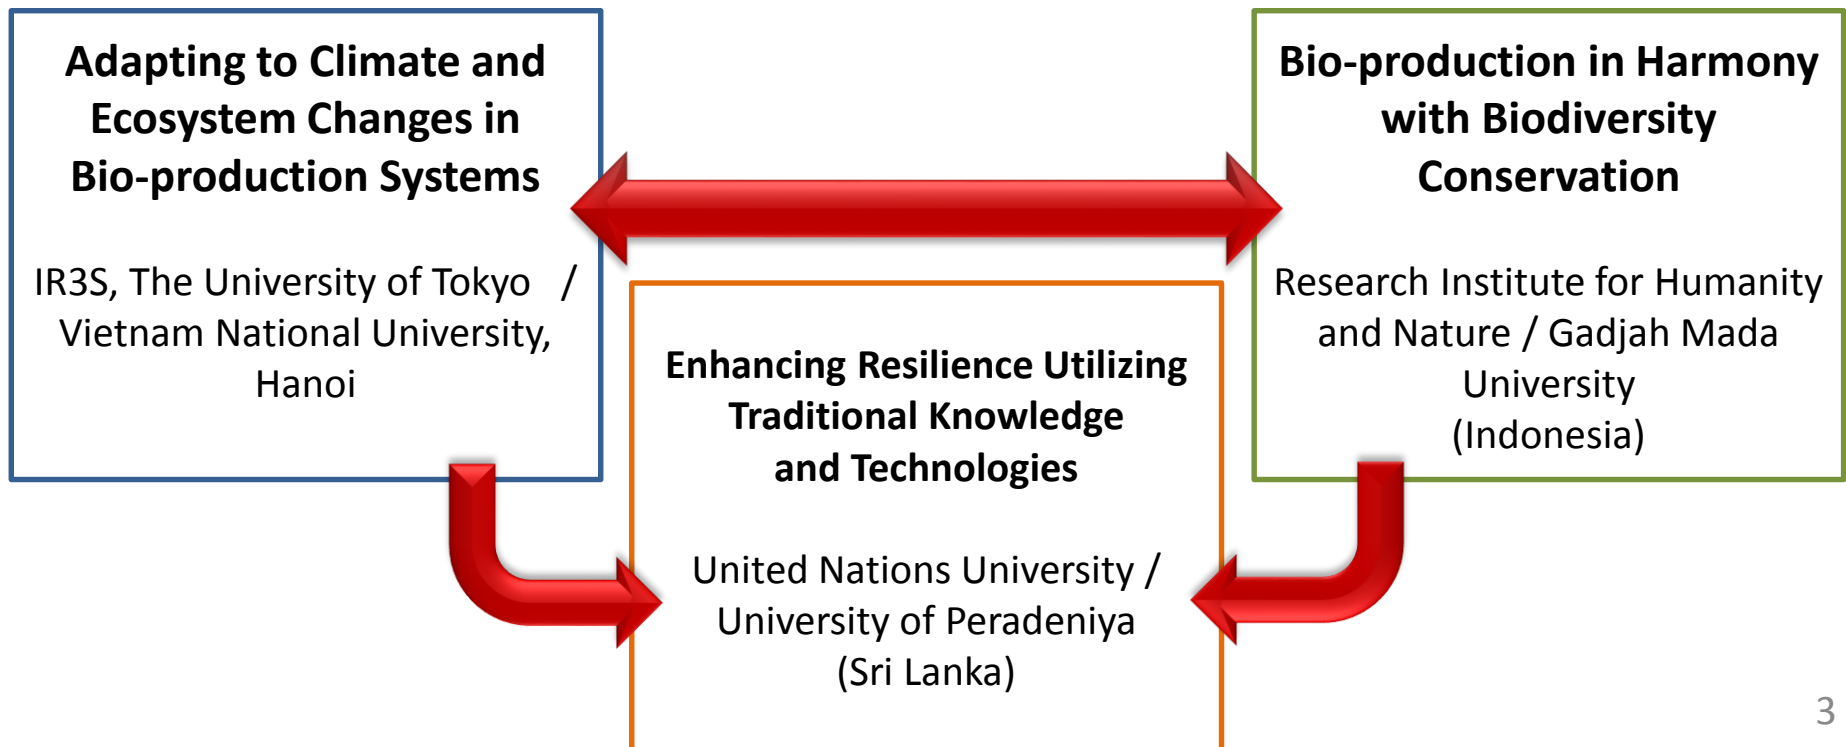 Adapting to Climate and
Ecosystem Changes in
Bio-production Systems
IR3S, The University of Tokyo /
Vietnam National University,
Hanoi
Bio-production in Harmony
with Biodiversity
Conservation
Research Institute for Humanity
and Nature / Gadjah Mada
University
(Indonesia)
Enhancing Resilience Utilizing
Traditional Knowledge
and Technologies
United Nations University /
University of Peradeniya
(Sri Lanka)
3